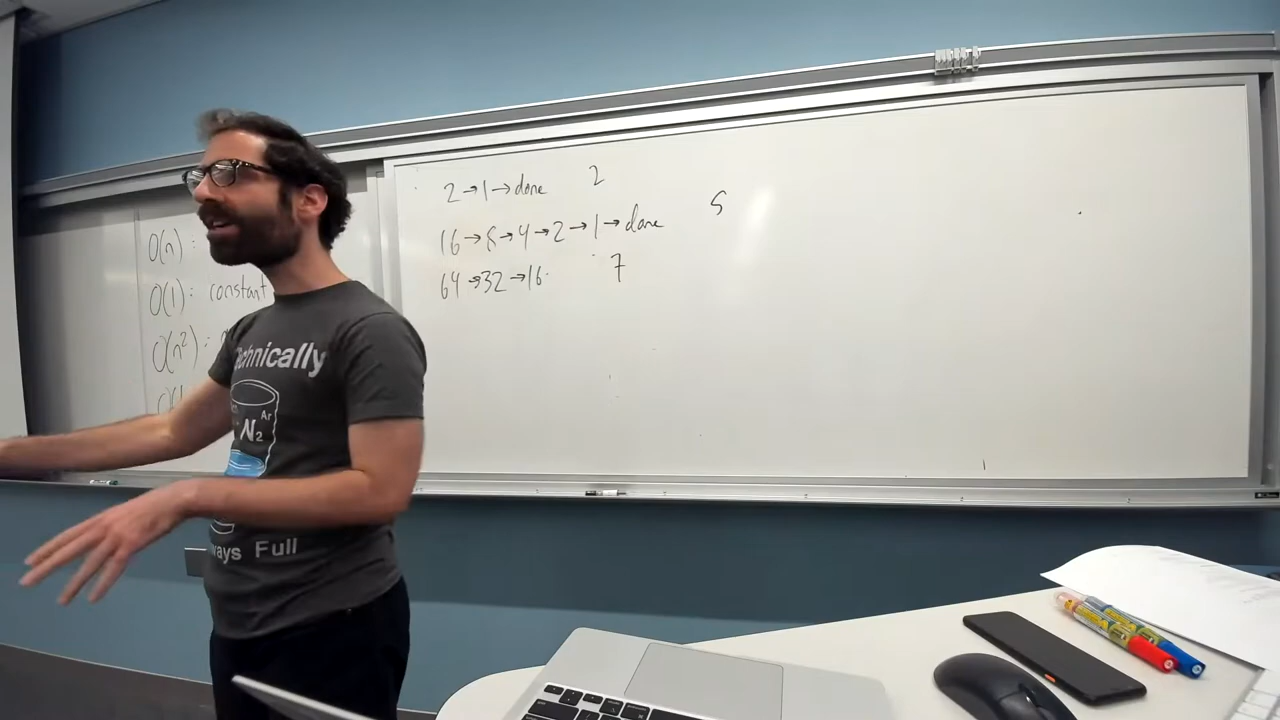 2→1→done 2
16→8→4→2→1→done 5
64→32→16 7
O(n) :
O(1) : constant
O(n²) :
Technically
Ar
N₂
ways Full